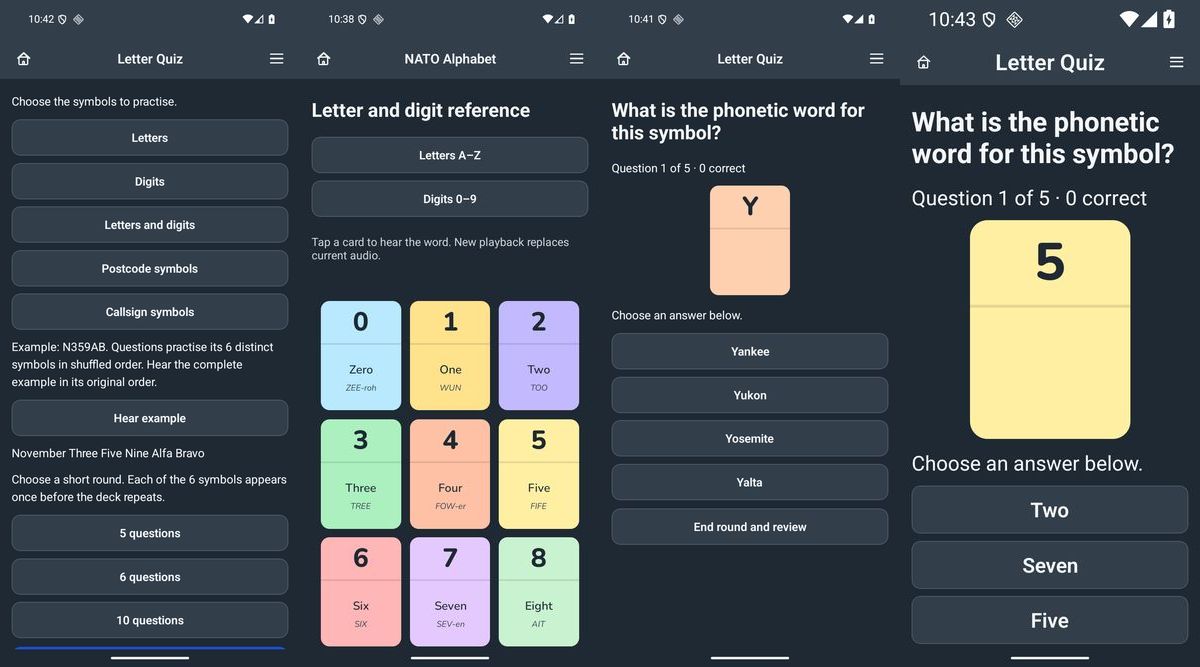 10:42
Letter Quiz
Choose the symbols to practise.
Letters
Digits
Letters and digits
Postcode symbols
Callsign symbols
Example: N359AB. Questions practise its 6 distinct
symbols in shuffled order. Hear the complete
example in its original order.
Hear example
November Three Five Nine Alfa Bravo
Choose a short round. Each of the 6 symbols appears
once before the deck repeats.
5 questions
6 questions
10 questions
10:38
NATO Alphabet
Letter and digit reference
Letters A–Z
Digits 0–9
Tap a card to hear the word. New playback replaces
current audio.
0 1 2
Zero One Two
ZEE-roh WUN TOO
3 4 5
Three Four Five
TREE FOW-er FIFE
6 7 8
Six Seven Eight
SIX SEV-en AIT
10:41
Letter Quiz
What is the phonetic word for
this symbol?
Question 1 of 5 · 0 correct
Y
Choose an answer below.
Yankee
Yukon
Yosemite
Yalta
End round and review
10:43
Letter Quiz
What is the phonetic
word for this symbol?
Question 1 of 5 · 0 correct
5
Choose an answer below.
Two
Seven
Five